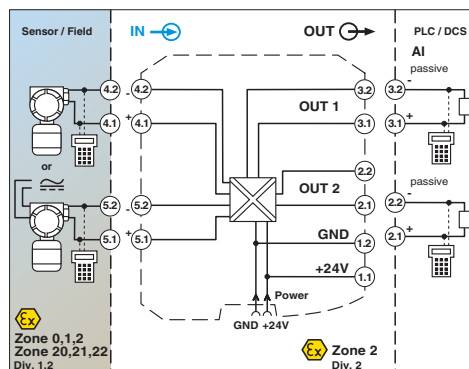 Sensor / Field
IN
OUT
PLC / DCS
AI
passive
4.2 - 4.2
3.2 3.2 -
OUT 1
4.1 + 4.1
3.1 3.1 +
or
2.2
passive
OUT 2
5.2 - 5.2
2.1 2.2 -
GND
5.1 + 5.1
1.2 2.1 +
+24V
1.1
Power
GND +24V
Ex
Zone 0,1,2
Zone 20,21,22
Div. 1,2
Ex
Zone 2
Div. 2